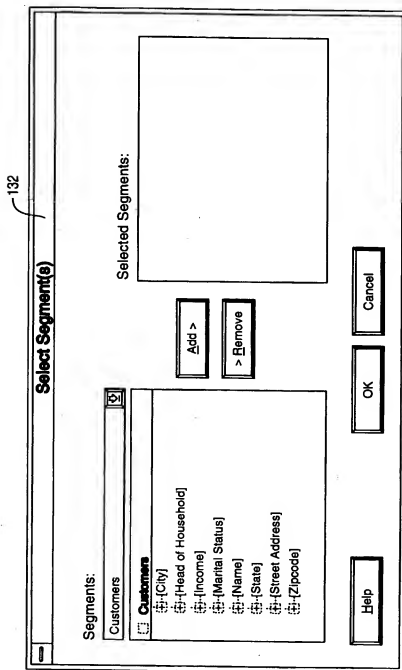 132
Select Segment(s)
Segments:
Customers
Customers
[City]
[Head of Household]
[Income]
[Marital Status]
[Name]
[State]
[Street Address]
[Zipcode]
Add >
> Remove
Selected Segments:
Help
OK
Cancel